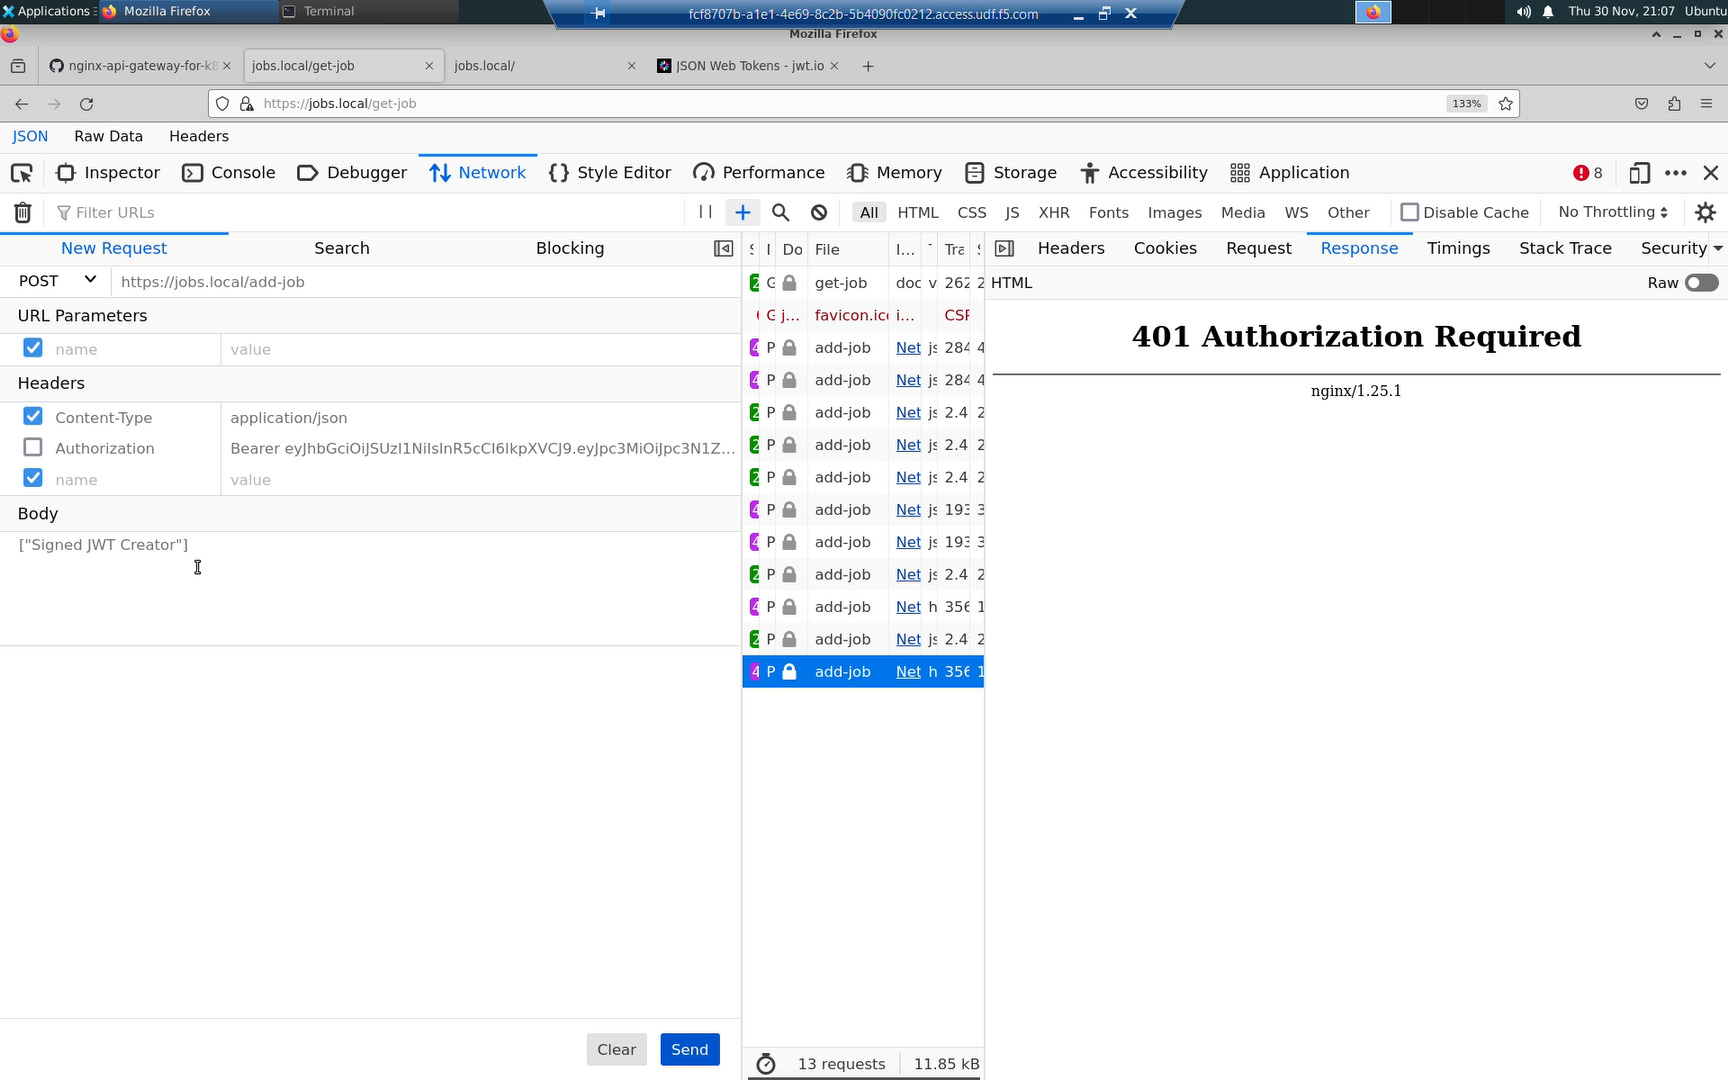 Applications
Mozilla Firefox
Terminal
fcf8707b-a1e1-4e69-8c2b-5b4090fc0212.access.udf.f5.com
Thu 30 Nov, 21:07 Ubuntu
Mozilla Firefox
nginx-api-gateway-for-k8
jobs.local/get-job
jobs.local/
JSON Web Tokens - jwt.io
https://jobs.local/get-job
133%
JSON Raw Data Headers
Inspector Console Debugger Network Style Editor Performance Memory Storage Accessibility Application 8
Filter URLs
All HTML CSS JS XHR Fonts Images Media WS Other Disable Cache No Throttling
New Request Search Blocking
POST https://jobs.local/add-job
URL Parameters
name value
Headers
Content-Type application/json
Authorization Bearer eyJhbGciOiJSUzI1NiIsInR5cCI6IkpXVCJ9.eyJpc3MiOiJpc3N1Z...
name value
Body
["Signed JWT Creator"]
Clear Send
Do File I... Tra
2 G get-job doc v 262 2
G j... favicon.ico i... CSP
4 P add-job Net js 284 4
4 P add-job Net js 284 4
2 P add-job Net js 2.4 2
2 P add-job Net js 2.4 2
2 P add-job Net js 2.4 2
4 P add-job Net js 193 3
4 P add-job Net js 193 3
2 P add-job Net js 2.4 2
4 P add-job Net h 356 1
2 P add-job Net js 2.4 2
4 P add-job Net h 356 1
13 requests 11.85 kB
Headers Cookies Request Response Timings Stack Trace Security
HTML Raw
401 Authorization Required
nginx/1.25.1